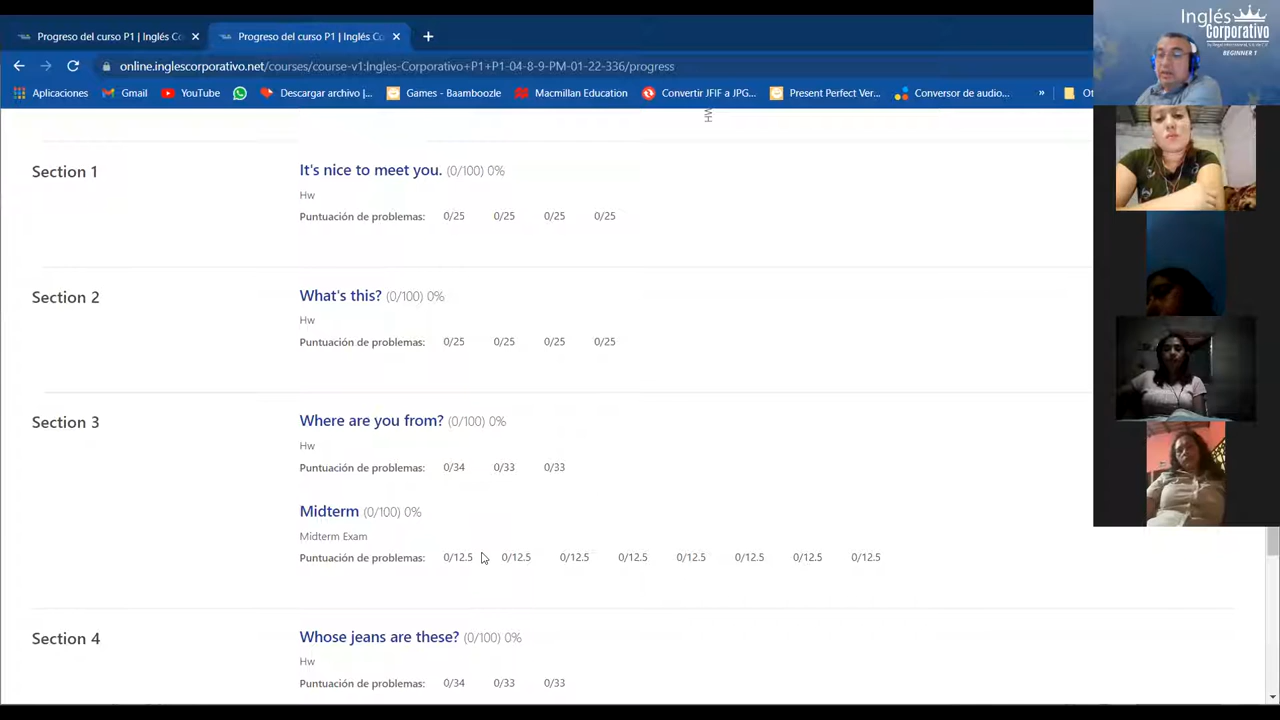 Progreso del curso P1 | Inglés Co
Progreso del curso P1 | Inglés Co
online.inglescorporativo.net/courses/course-v1:Ingles-Corporativo+P1+P1-04-8-9-PM-01-22-336/progress
Aplicaciones Gmail YouTube Descargar archivo |... Games - Baamboozle Macmillan Education Convertir JFIF a JPG... Present Perfect Ver... Conversor de audio... » Ot
Inglés
Corporativo
BEGINNER 1
HW
Section 1
It's nice to meet you. (0/100) 0%
Hw
Puntuación de problemas: 0/25 0/25 0/25 0/25
Section 2
What's this? (0/100) 0%
Hw
Puntuación de problemas: 0/25 0/25 0/25 0/25
Section 3
Where are you from? (0/100) 0%
Hw
Puntuación de problemas: 0/34 0/33 0/33
Midterm (0/100) 0%
Midterm Exam
Puntuación de problemas: 0/12.5 0/12.5 0/12.5 0/12.5 0/12.5 0/12.5 0/12.5 0/12.5
Section 4
Whose jeans are these? (0/100) 0%
Hw
Puntuación de problemas: 0/34 0/33 0/33